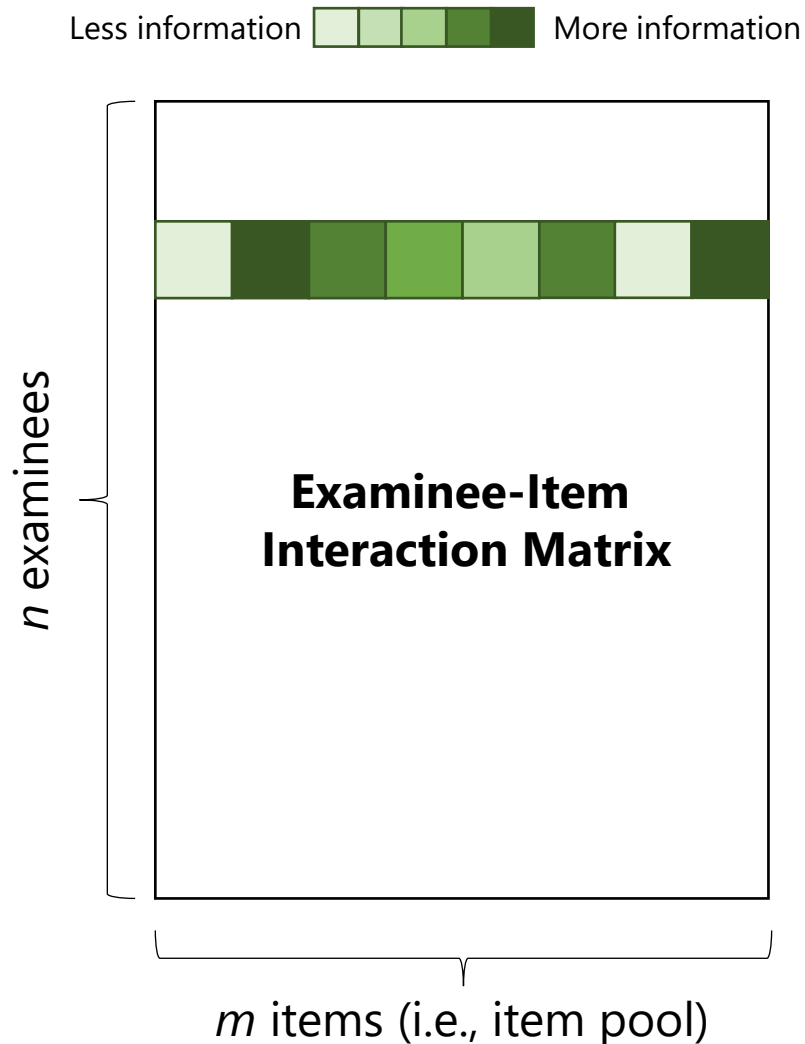 Less information More information
n examinees
Examinee-Item
Interaction Matrix
m items (i.e., item pool)